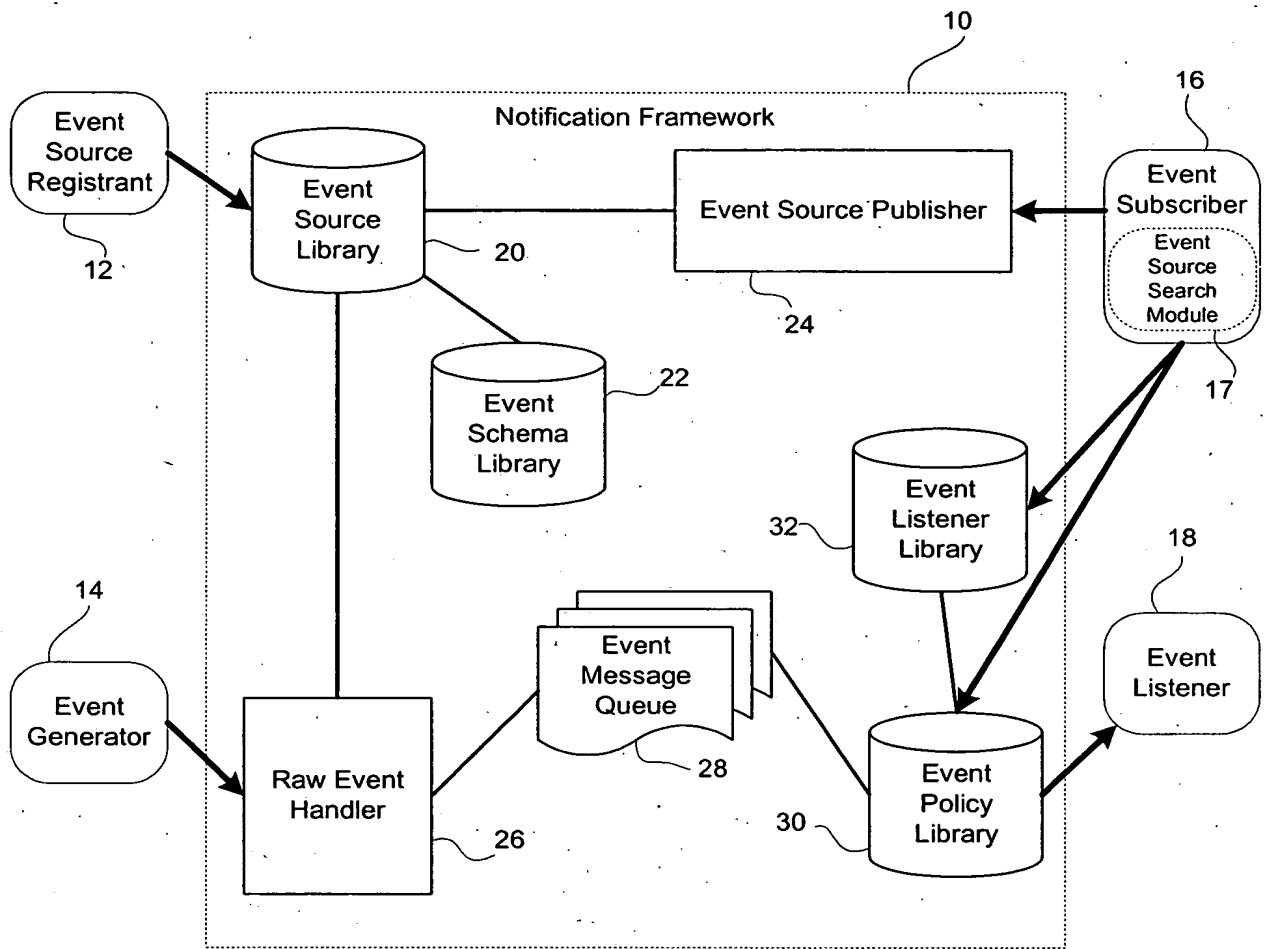 10
Notification Framework
Event
Source
Registrant
12
Event
Source
Library
20
Event Source Publisher
24
16
Event
Subscriber
Event
Source
Search
Module
17
Event
Schema
Library
22
Event
Listener
Library
32
14
Event
Generator
Raw Event
Handler
26
Event
Message
Queue
28
Event
Policy
Library
30
18
Event
Listener